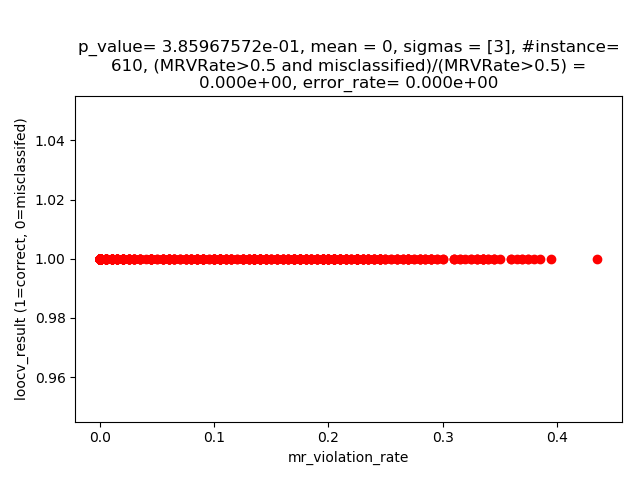 p_value= 3.85967572e-01, mean = 0, sigmas = [3], #instance=
610, (MRVRate>0.5 and misclassified)/(MRVRate>0.5) =
0.000e+00, error_rate= 0.000e+00
loocv_result (1=correct, 0=misclassifed)
1.04
1.02
1.00
0.98
0.96
0.0 0.1 0.2 0.3 0.4
mr_violation_rate